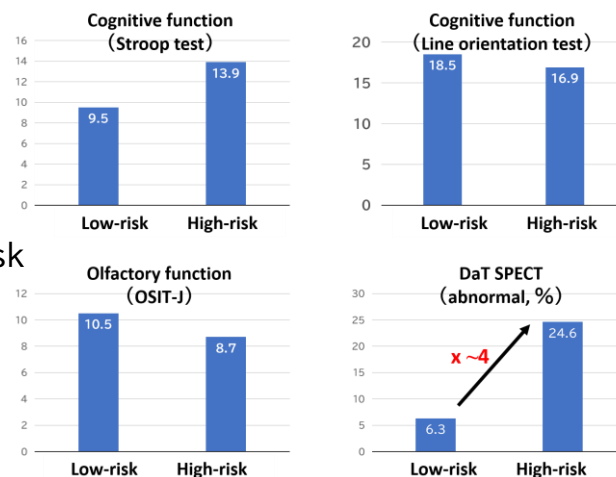 Cognitive function
（Stroop test）
16
14
12
10
8
6
4
2
0
9.5
13.9
Low-risk
High-risk
Cognitive function
（Line orientation test）
20
15
10
5
0
18.5
16.9
Low-risk
High-risk
sk
Olfactory function
（OSIT-J）
12
10
8
6
4
2
0
10.5
8.7
Low-risk
High-risk
DaT SPECT
（abnormal, %）
30
25
20
15
10
5
0
x ~4
6.3
24.6
Low-risk
High-risk